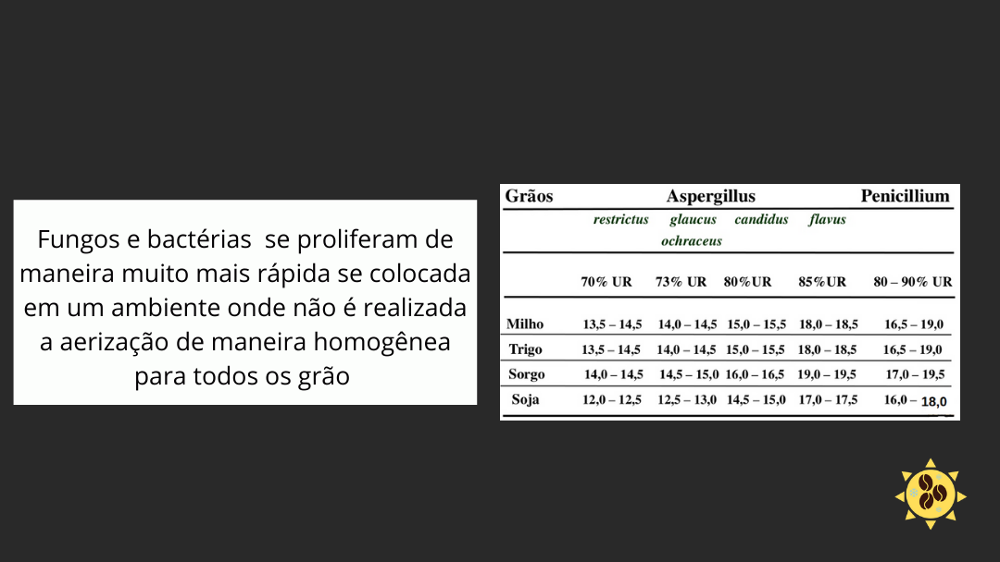 Fungos e bactérias  se proliferam de
maneira muito mais rápida se colocada
em um ambiente onde não é realizada
a aerização de maneira homogênea
para todos os grão
Grãos Aspergillus Penicillium
restrictus glaucus candidus flavus
ochraceus
70% UR 73% UR 80%UR 85%UR 80 – 90% UR
Milho 13,5 – 14,5 14,0 – 14,5 15,0 – 15,5 18,0 – 18,5 16,5 – 19,0
Trigo 13,5 – 14,5 14,0 – 14,5 15,0 – 15,5 18,0 – 18,5 16,5 – 19,0
Sorgo 14,0 – 14,5 14,5 – 15,0 16,0 – 16,5 19,0 – 19,5 17,0 – 19,5
Soja 12,0 – 12,5 12,5 – 13,0 14,5 – 15,0 17,0 – 17,5 16,0 – 18,0